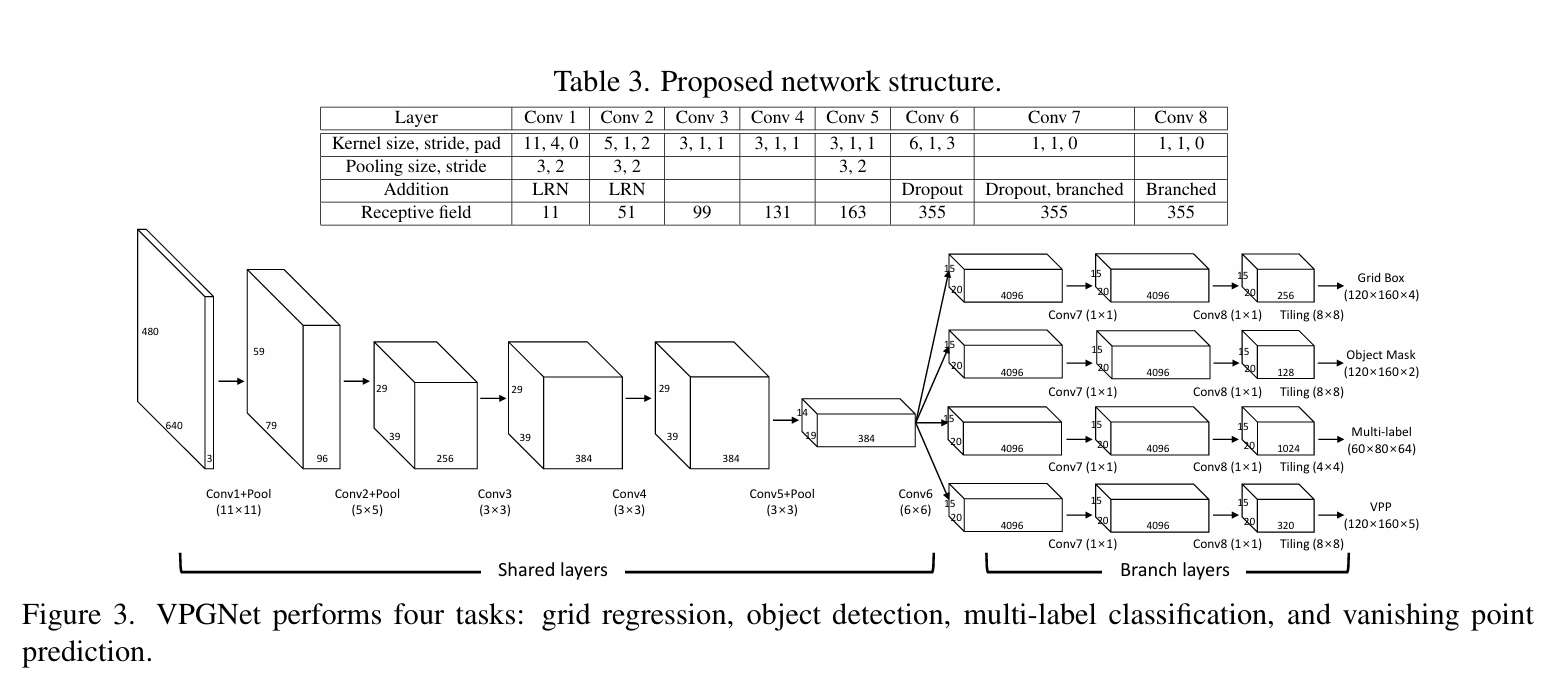 Table 3. Proposed network structure.
Layer Conv 1 Conv 2 Conv 3 Conv 4 Conv 5 Conv 6 Conv 7 Conv 8
Kernel size, stride, pad 11, 4, 0 5, 1, 2 3, 1, 1 3, 1, 1 3, 1, 1 6, 1, 3 1, 1, 0 1, 1, 0
Pooling size, stride 3, 2 3, 2 3, 2
Addition LRN LRN Dropout Dropout, branched Branched
Receptive field 11 51 99 131 163 355 355 355
480
640
3
59
79
96
29
39
256
29
39
384
29
39
384
14
19
384
15
20
4096
15
20
4096
15
20
256
Grid Box
(120×160×4)
Conv7 (1×1) Conv8 (1×1) Tiling (8×8)
15
20
4096
15
20
4096
15
20
128
Object Mask
(120×160×2)
Conv7 (1×1) Conv8 (1×1) Tiling (8×8)
15
20
4096
15
20
4096
15
20
1024
Multi-label
(60×80×64)
Conv7 (1×1) Conv8 (1×1) Tiling (4×4)
15
20
4096
15
20
4096
15
20
320
VPP
(120×160×5)
Conv7 (1×1) Conv8 (1×1) Tiling (8×8)
Conv1+Pool
(11×11)
Conv2+Pool
(5×5)
Conv3
(3×3)
Conv4
(3×3)
Conv5+Pool
(3×3)
Conv6
(6×6)
Shared layers
Branch layers
Figure 3. VPGNet performs four tasks: grid regression, object detection, multi-label classification, and vanishing point
prediction.